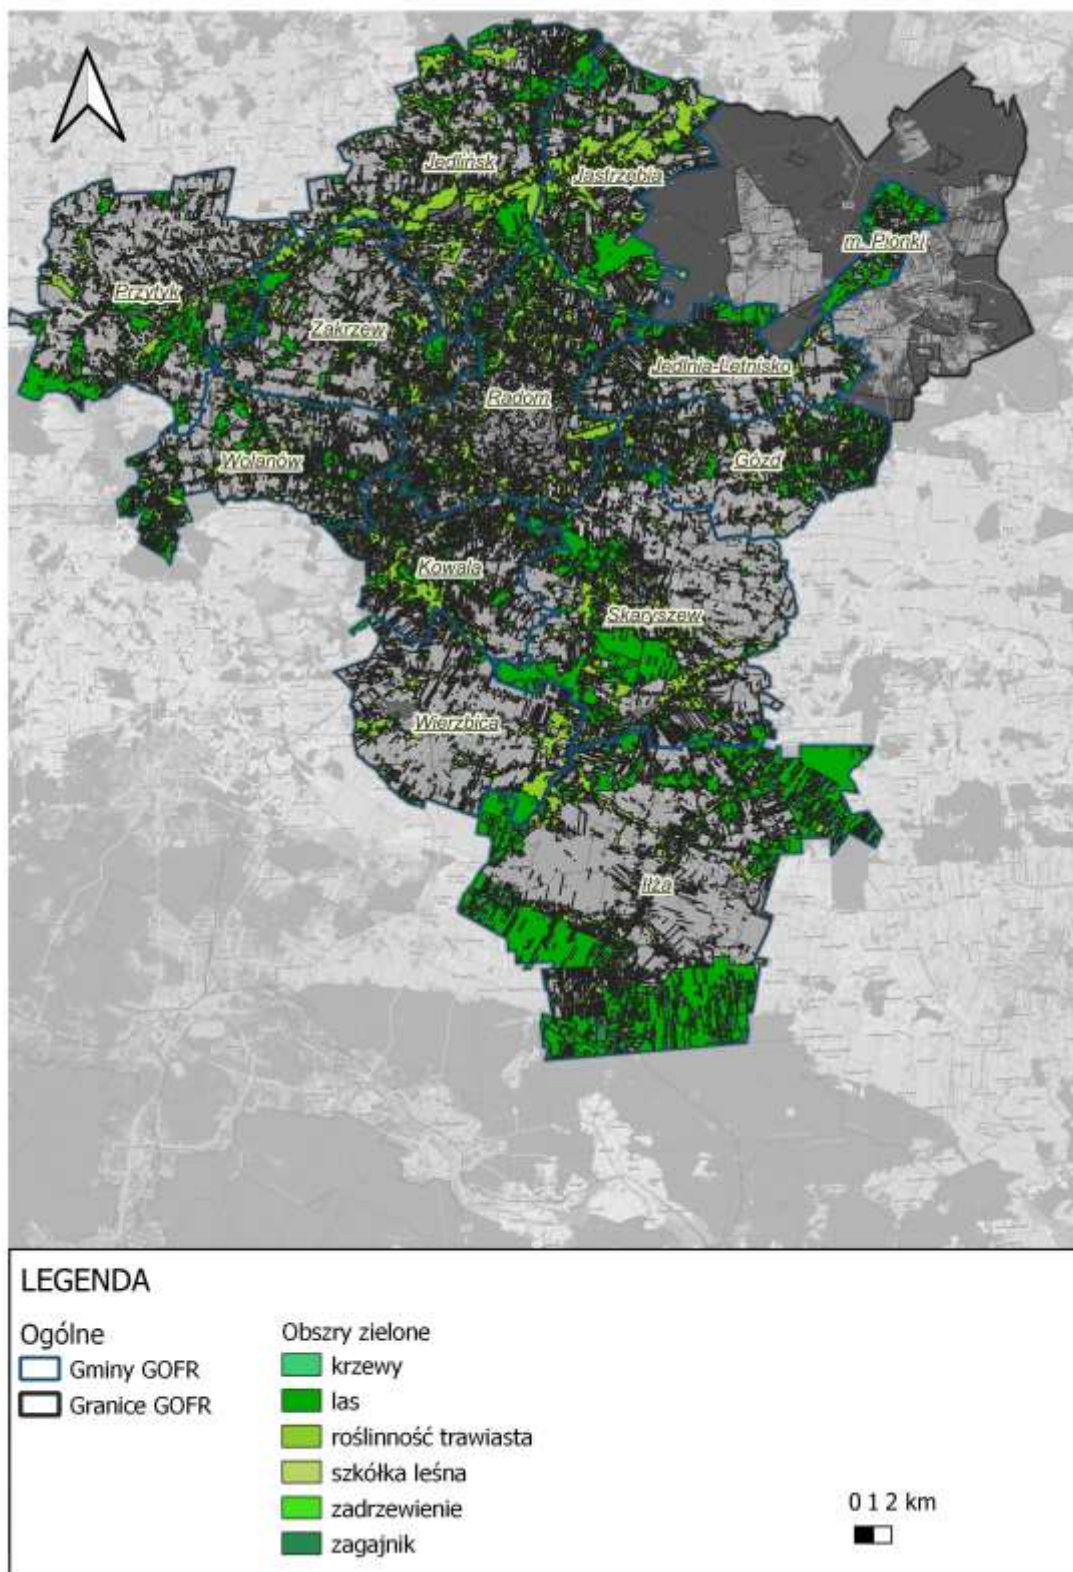 Jedlińsk
Jastrzębia
m. Pionki
Przytyk
Zakrzew
Jedlnia-Letnisko
Radom
Wolanów
Gózd
Kowala
Skaryszew
Wierzbica
Iłża
LEGENDA
Ogólne
Gminy GOFR
Granice GOFR
Obszry zielone
krzewy
las
roślinność trawiasta
szkółka leśna
zadrzewienie
zagajnik
0 1 2 km